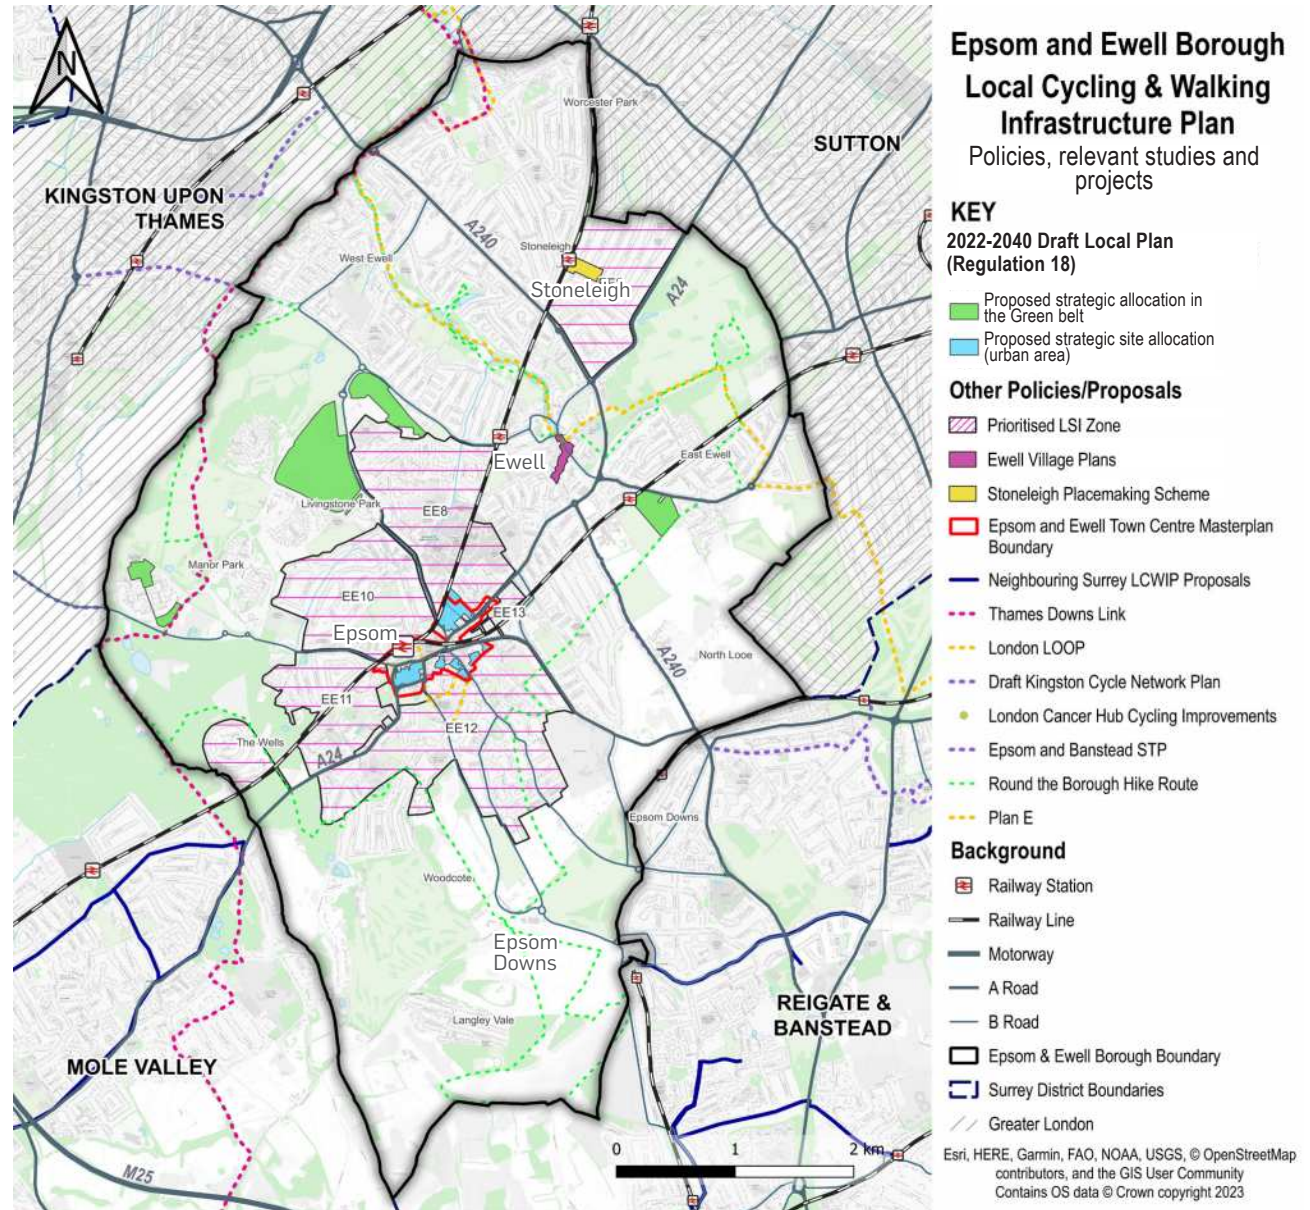 Epsom and Ewell Borough
Local Cycling & Walking
Infrastructure Plan
Policies, relevant studies and
projects
KEY
2022-2040 Draft Local Plan
(Regulation 18)
Proposed strategic allocation in
the Green belt
Proposed strategic site allocation
(urban area)
Other Policies/Proposals
Prioritised LSI Zone
Ewell Village Plans
Stoneleigh Placemaking Scheme
Epsom and Ewell Town Centre Masterplan
Boundary
Neighbouring Surrey LCWIP Proposals
Thames Downs Link
London LOOP
Draft Kingston Cycle Network Plan
London Cancer Hub Cycling Improvements
Epsom and Banstead STP
Round the Borough Hike Route
Plan E
Background
Railway Station
Railway Line
Motorway
A Road
B Road
Epsom & Ewell Borough Boundary
Surrey District Boundaries
Greater London
Esri, HERE, Garmin, FAO, NOAA, USGS, © OpenStreetMap
contributors, and the GIS User Community
Contains OS data © Crown copyright 2023
N
Worcester Park
SUTTON
KINGSTON UPON
THAMES
A240
Stoneleigh
West Ewell
Stoneleigh
A24
Ewell
East Ewell
Livingstone Park
EE8
Manor Park
EE10
EE13
Epsom
A240
North Looe
EE11
EE12
The Wells
A24
Epsom Downs
Woodcote
Epsom
Downs
REIGATE &
BANSTEAD
Langley Vale
MOLE VALLEY
M25
0 1 2 km